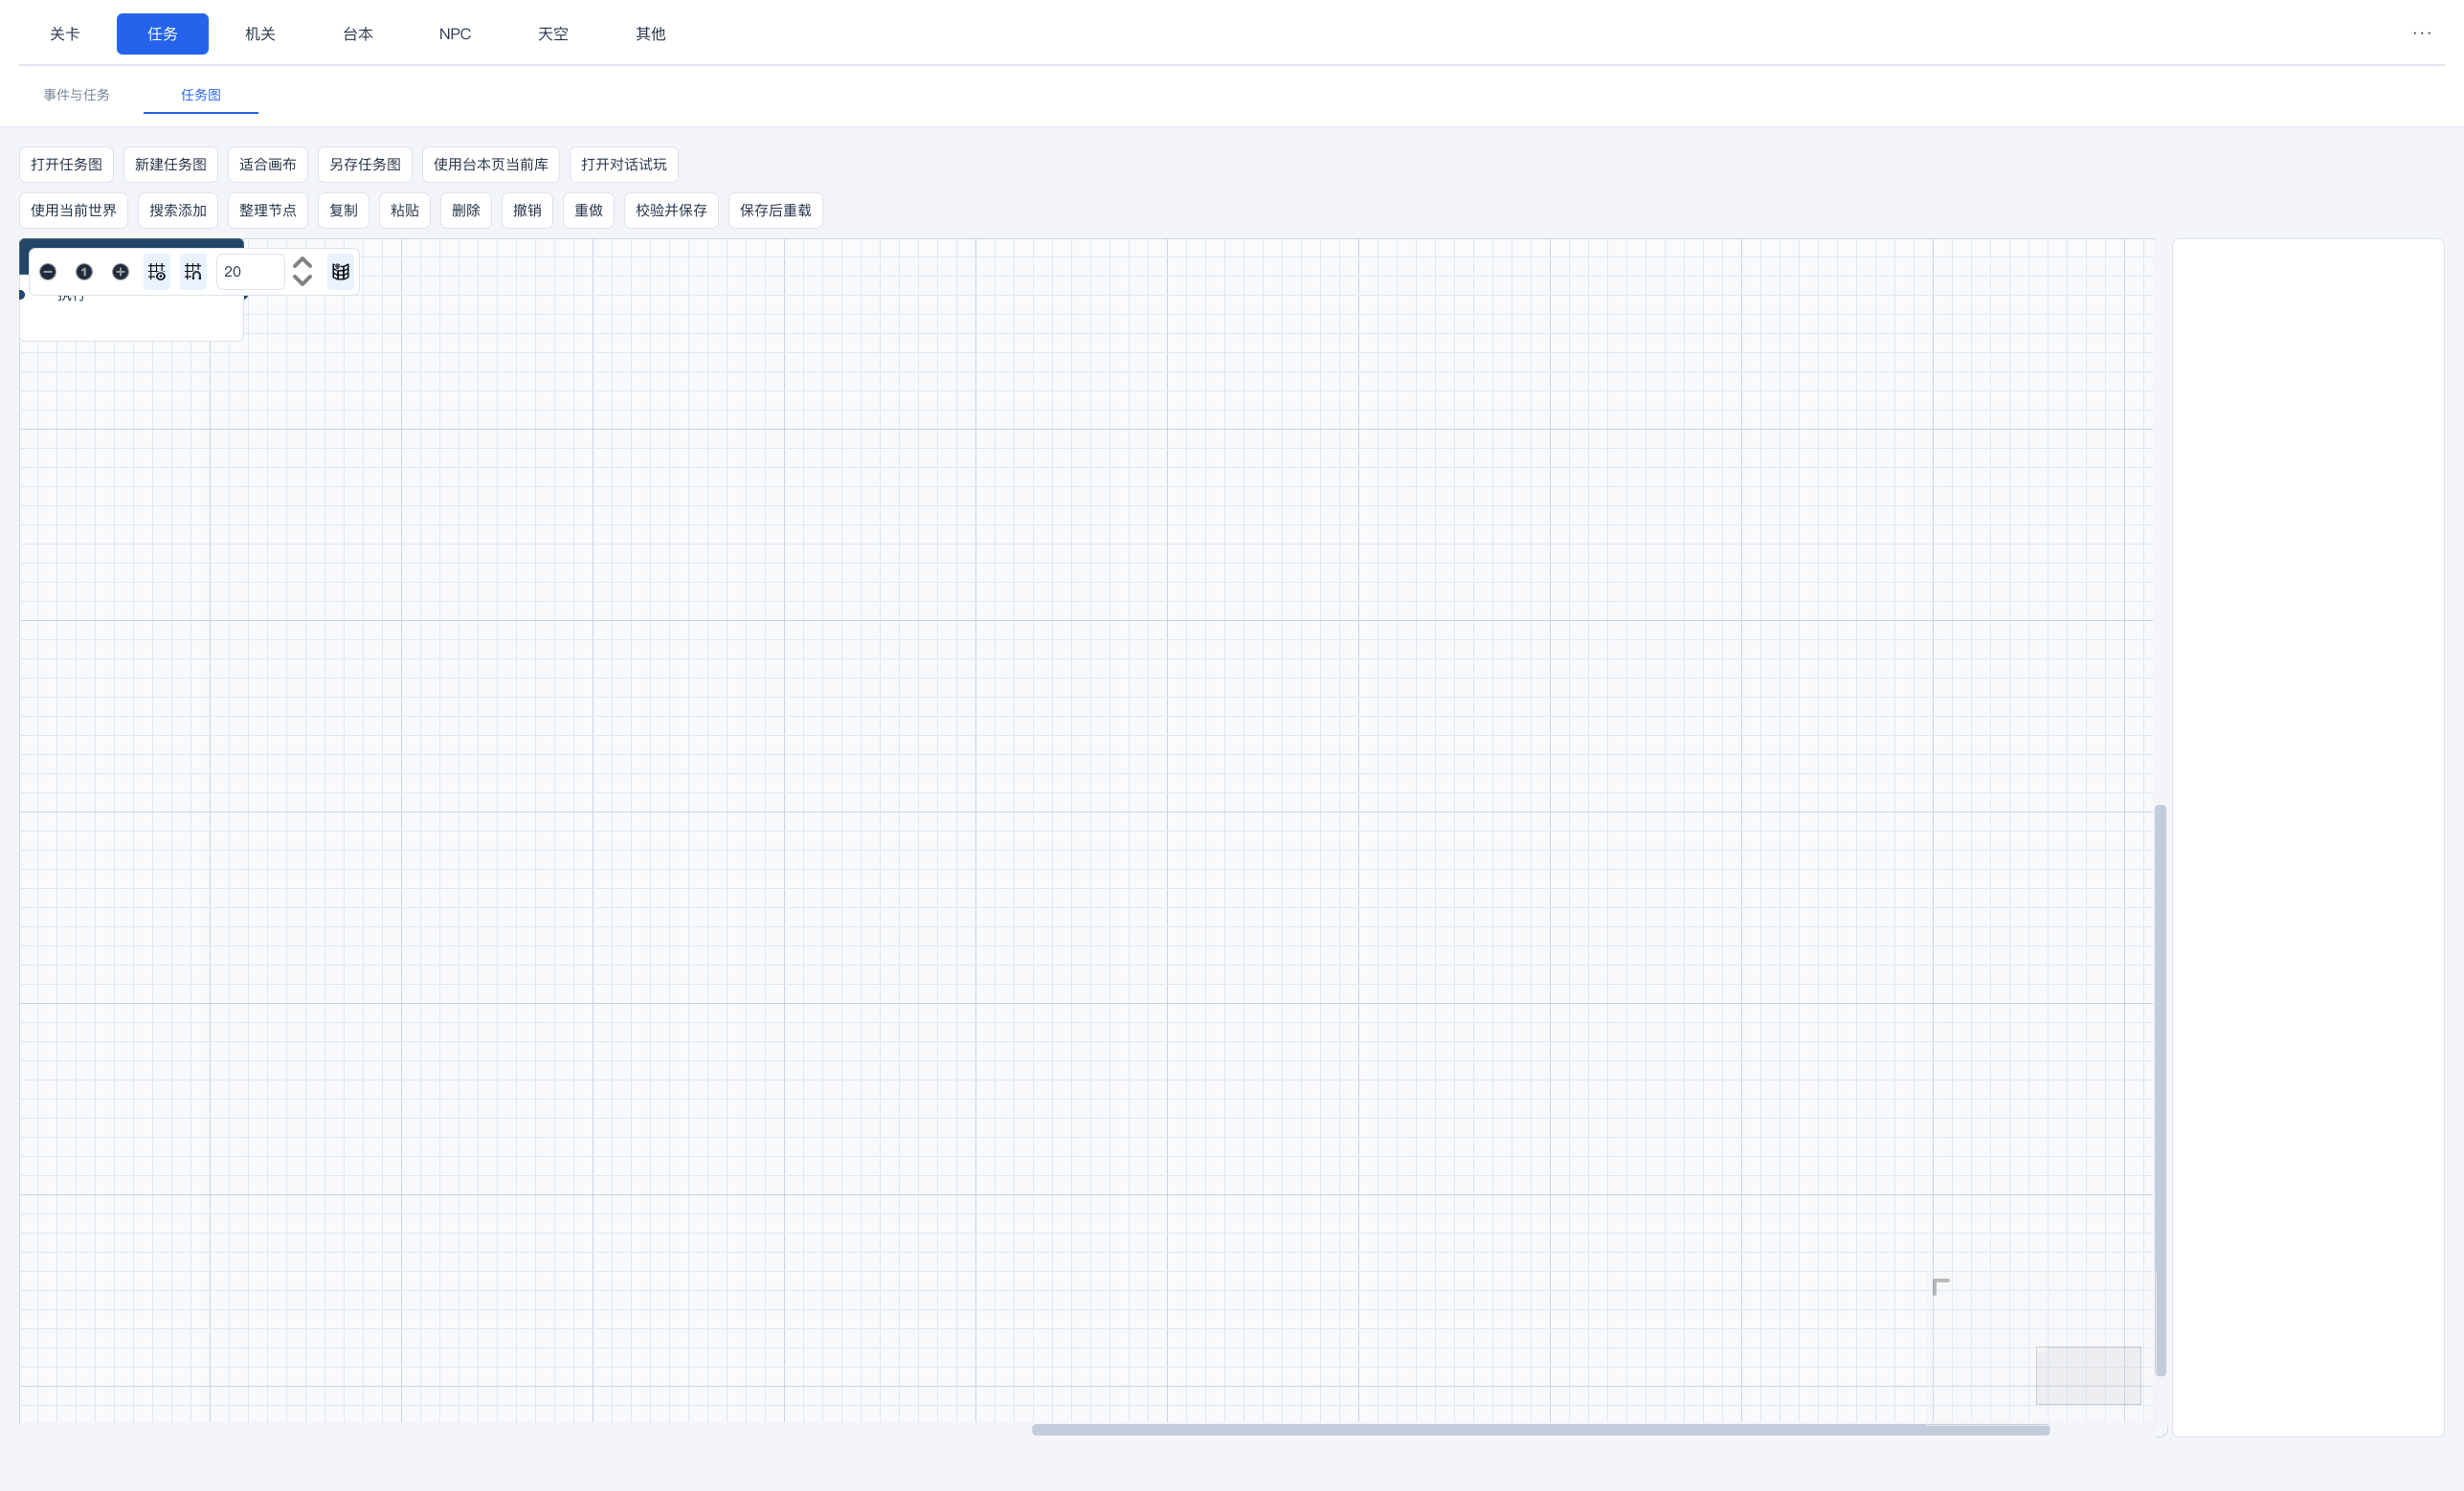 关卡 任务 机关 台本 NPC 天空 其他 ...
事件与任务 任务图
打开任务图 新建任务图 适合画布 另存任务图 使用台本页当前库 打开对话试玩
使用当前世界 搜索添加 整理节点 复制 粘贴 删除 撤销 重做 校验并保存 保存后重载
1 20
执行